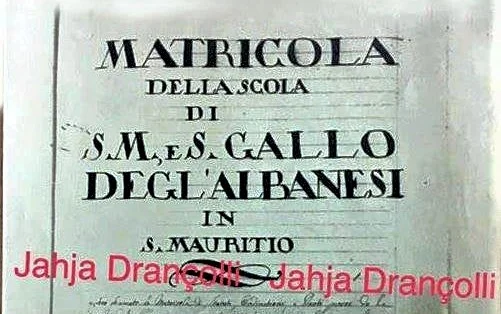 MATRICOLA
DELLA SCOLA
DI
S.M, E S. GALLO
DEGL'ALBANESI
IN
S. MAURITIO
Jahja Drançolli Jahja Drançolli